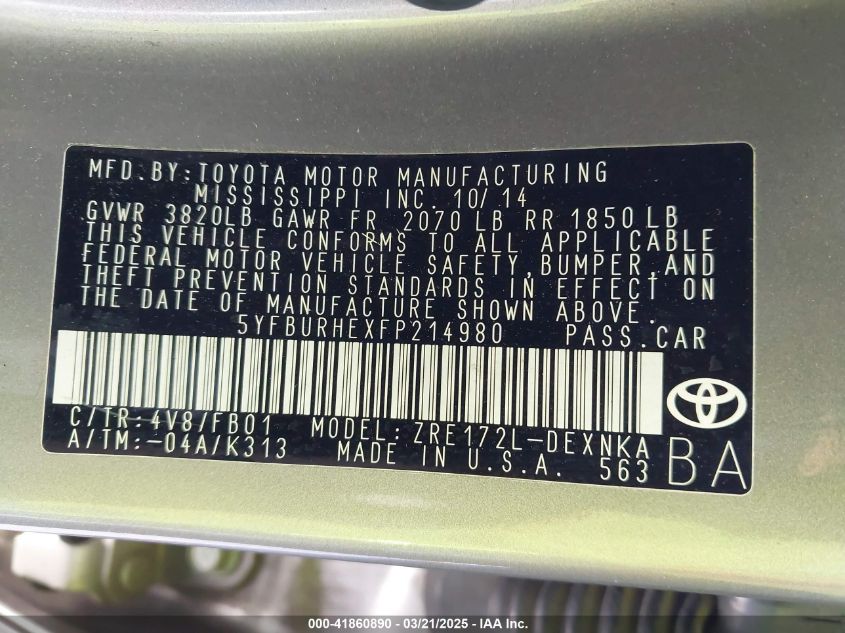 MFD.BY:TOYOTA MOTOR MANUFACTURING
MISSISSIPPI INC. 10/14
GVWR 3820LB GAWR FR 2070 LB RR 1850 LB
THIS VEHICLE CONFORMS TO ALL APPLICABLE
FEDERAL MOTOR VEHICLE SAFETY,BUMPER,AND
THEFT PREVENTION STANDARDS IN EFFECT ON
THE DATE OF MANUFACTURE SHOWN ABOVE.
5YFBURHEXFP214980 PASS.CAR
C/TR:4V8/FB01 MODEL:ZRE172L-DEXNKA
A/TM:-04A/K313 MADE IN U.S.A. 563 BA
000-41860890 - 03/21/2025 - IAA Inc.